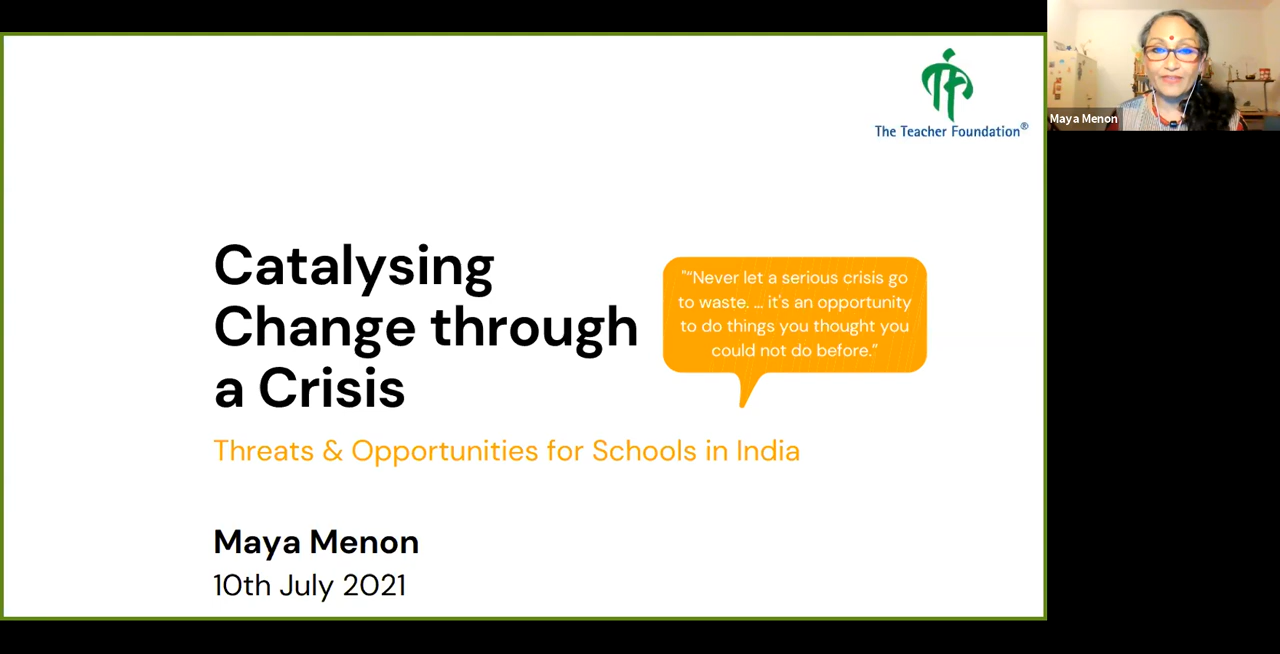 The Teacher Foundation®
Catalysing
Change through
a Crisis
"“Never let a serious crisis go
to waste. ... it's an opportunity
to do things you thought you
could not do before.”
Threats & Opportunities for Schools in India
Maya Menon
10th July 2021
Maya Menon